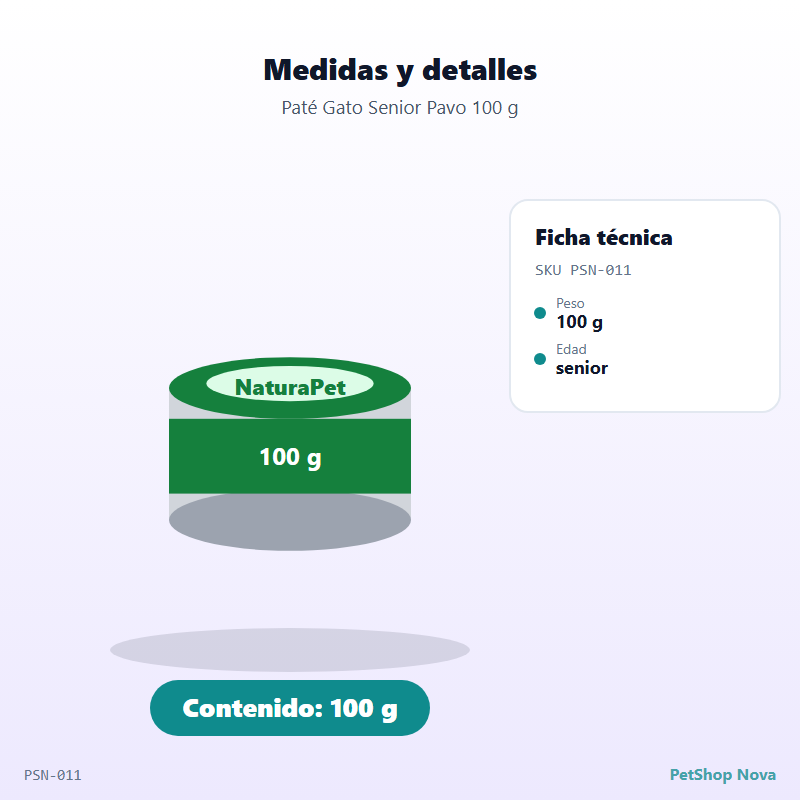 Medidas y detalles
Paté Gato Senior Pavo 100 g
Ficha técnica
SKU PSN-011
Peso
100 g
Edad
senior
NaturaPet
100 g
Contenido: 100 g
PSN-011
PetShop Nova